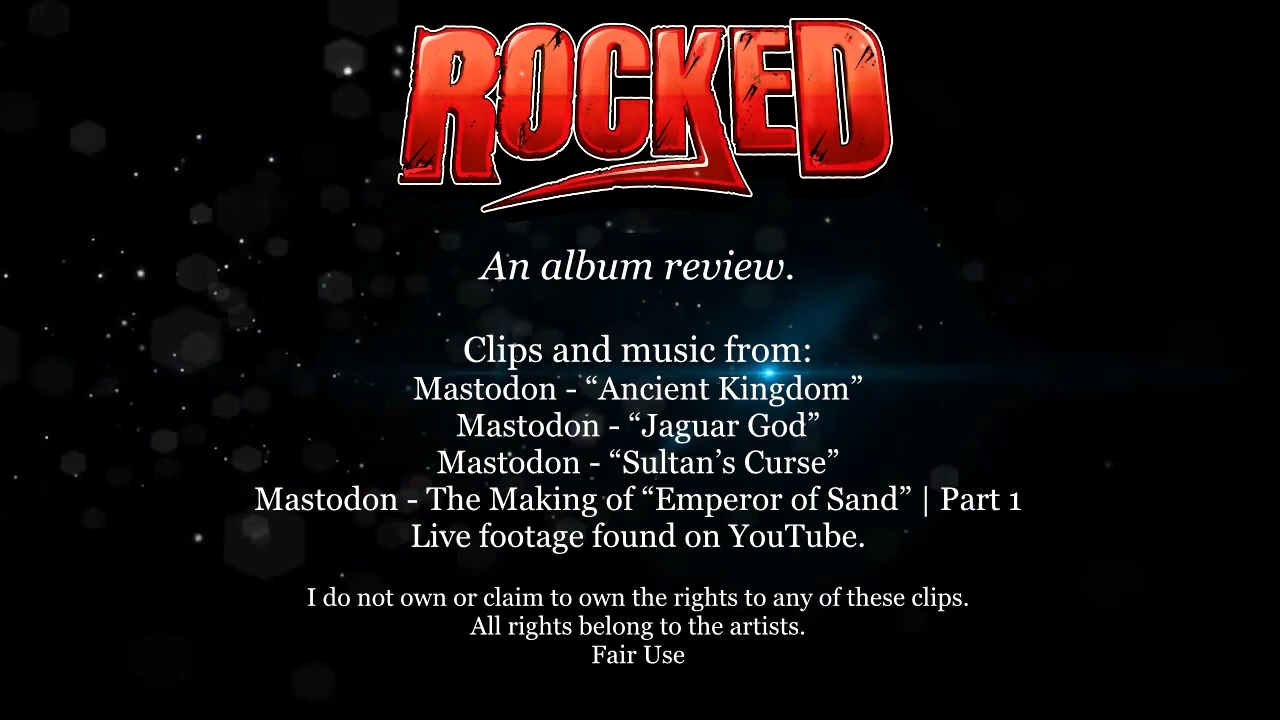 ROCKED
An album review.
Clips and music from:
Mastodon - “Ancient Kingdom”
Mastodon - “Jaguar God”
Mastodon - “Sultan’s Curse”
Mastodon - The Making of “Emperor of Sand” | Part 1
Live footage found on YouTube.
I do not own or claim to own the rights to any of these clips.
All rights belong to the artists.
Fair Use